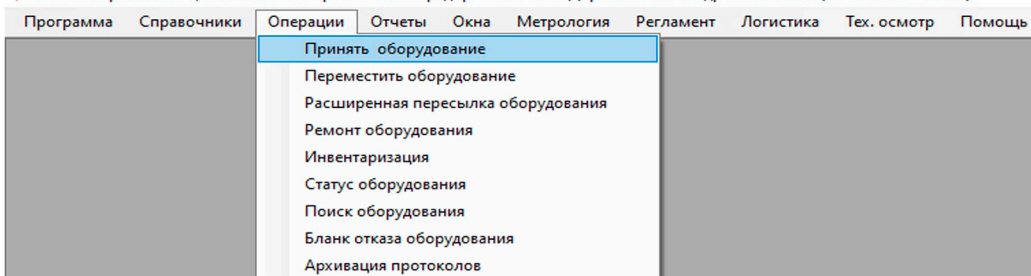 Программа Справочники Операции Отчеты Окна Метрология Регламент Логистика Тех. осмотр Помощь
Принять оборудование
Переместить оборудование
Расширенная пересылка оборудования
Ремонт оборудования
Инвентаризация
Статус оборудования
Поиск оборудования
Бланк отказа оборудования
Архивация протоколов